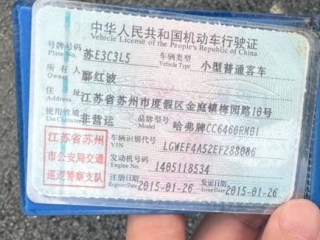 中华人民共和国机动车行驶证
Vehicle License of the People's Republic of China
号牌号码 苏E3C3L5 车辆类型 小型普通客车
Plate No. Vehicle Type
所有人 鄢红波
Owner
住址 江苏省苏州市度假区金庭镇梅园路10号
使用性质 非营运 品牌型号 哈弗牌CC6460RM01
Use Character Model
江苏省苏州
市公安局交通
巡逻警察支队
车辆识别代号 LGWEF4A52EF288086
VIN
发动机号码 1405118534
Engine No.
注册日期 2015-01-26 发证日期 2015-01-26
Register Date Issue Date